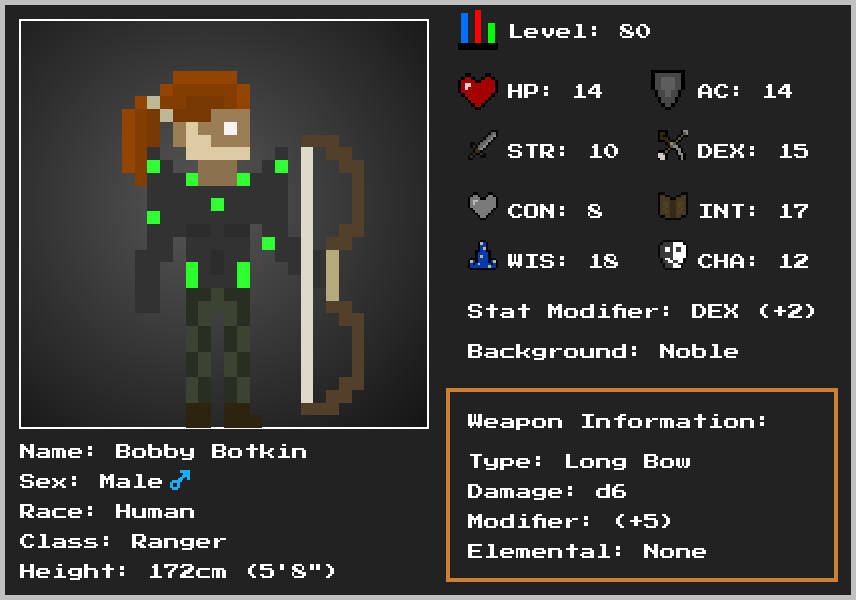 Level: 80
HP: 14
AC: 14
STR: 10
DEX: 15
CON: 8
INT: 17
WIS: 18
CHA: 12
Stat Modifier: DEX (+2)
Background: Noble
Weapon Information:
Type: Long Bow
Damage: d6
Modifier: (+5)
Elemental: None
Name: Bobby Botkin
Sex: Male♂
Race: Human
Class: Ranger
Height: 172cm (5'8")